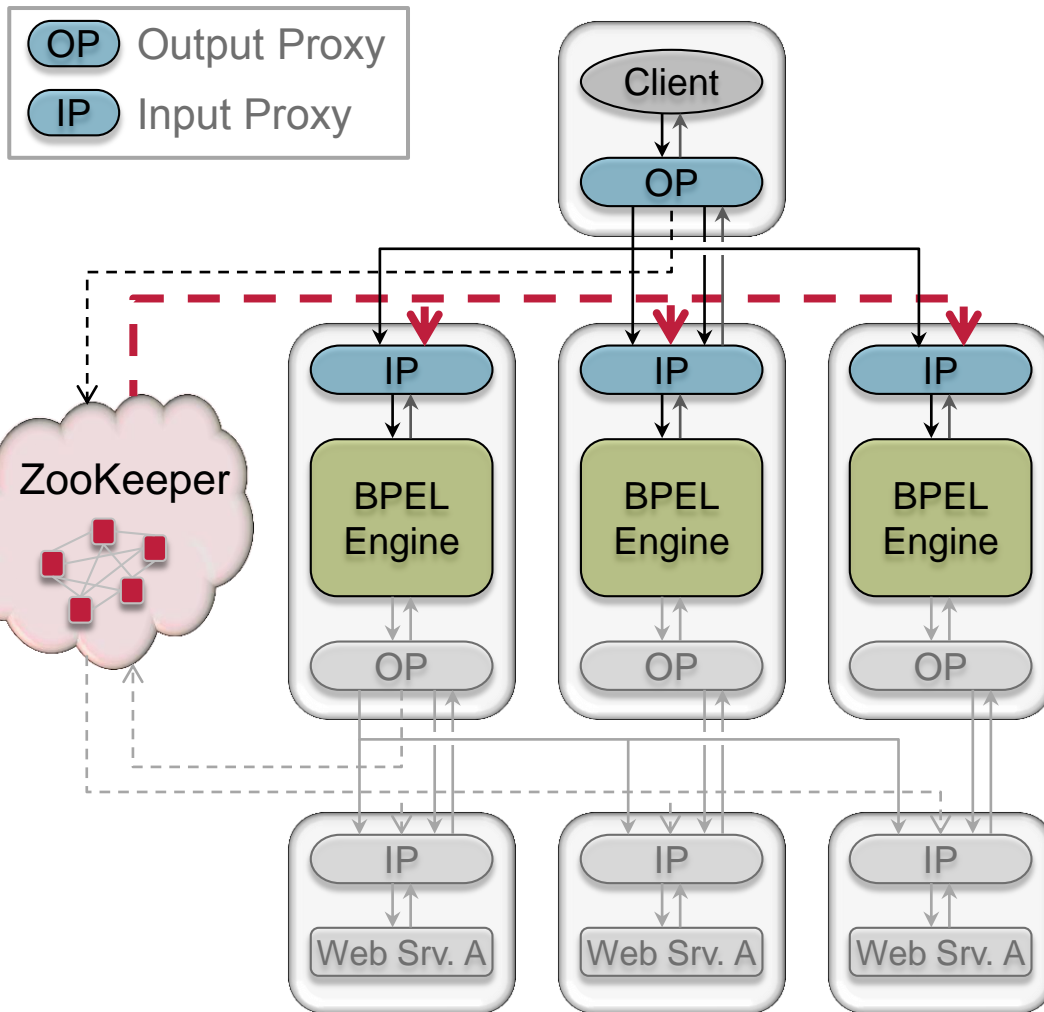 OP Output Proxy
IP Input Proxy
Client
OP
IP IP IP
ZooKeeper
BPEL BPEL BPEL
Engine Engine Engine
OP OP OP
IP IP IP
Web Srv. A Web Srv. A Web Srv. A